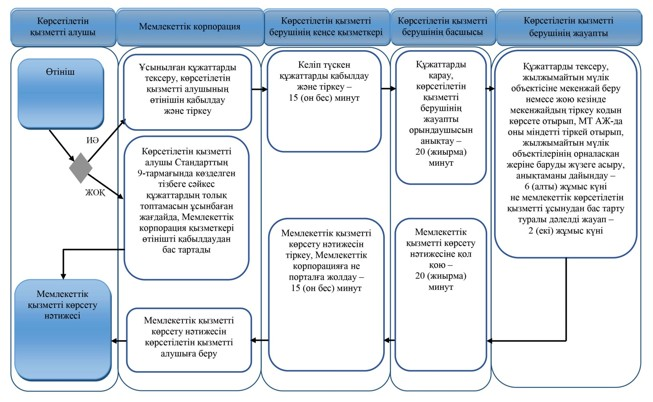 Көрсетілетін
қызметті алушы
Мемлекеттік корпорация
Көрсетілетін қызметті
берушінің кеңсе қызметкері
Көрсетілетін қызметті
берушінің басшысы
Көрсетілетін қызметті
берушінің жауапты
Өтініш
ИӘ
ЖОҚ
Ұсынылған құжаттарды
тексеру, көрсетілетін
қызметті алушының
өтінішін қабылдау
және тіркеу
Келіп түскен
құжаттарды қабылдау
және тіркеу –
15 (он бес) минут
Құжаттарды
қарау,
көрсетілетін
қызметті
берушінің
жауапты
орындаушысын
анықтау –
20 (жиырма)
минут
Құжаттарды тексеру,
жылжымайтын мүлік
объектісіне мекенжай беру
немесе жою кезінде
мекенжайдың тіркеу кодын
көрсете отырып, МТ АЖ-да
оны міндетті тіркей отырып,
жылжымайтын мүлік
объектілерінің орналасқан
жеріне баруды жүзеге асыру,
анықтаманы дайындау –
6 (алты) жұмыс күні
не мемлекеттік көрсетілетін
қызметті ұсынудан бас тарту
туралы дәлелді жауап –
2 (екі) жұмыс күні
Көрсетілетін қызметті
алушы Стандарттың
9-тармағында көзделген
тізбеге сәйкес
құжаттардың толық
топтамасын ұсынбаған
жағдайда, Мемлекеттік
корпорация қызметкері
өтінішті қабылдаудан
бас тартады
Мемлекеттік қызметті
көрсету нәтижесін
тіркеу, Мемлекеттік
корпорацияға не
порталға жолдау –
15 (он бес) минут
Мемлекеттік
қызметті көрсету
нәтижесіне қол
қою –
20 (жиырма)
минут
Мемлекеттік
қызметті көрсету
нәтижесі
Мемлекеттік қызметті
көрсету нәтижесін
көрсетілетін қызметті
алушыға беру